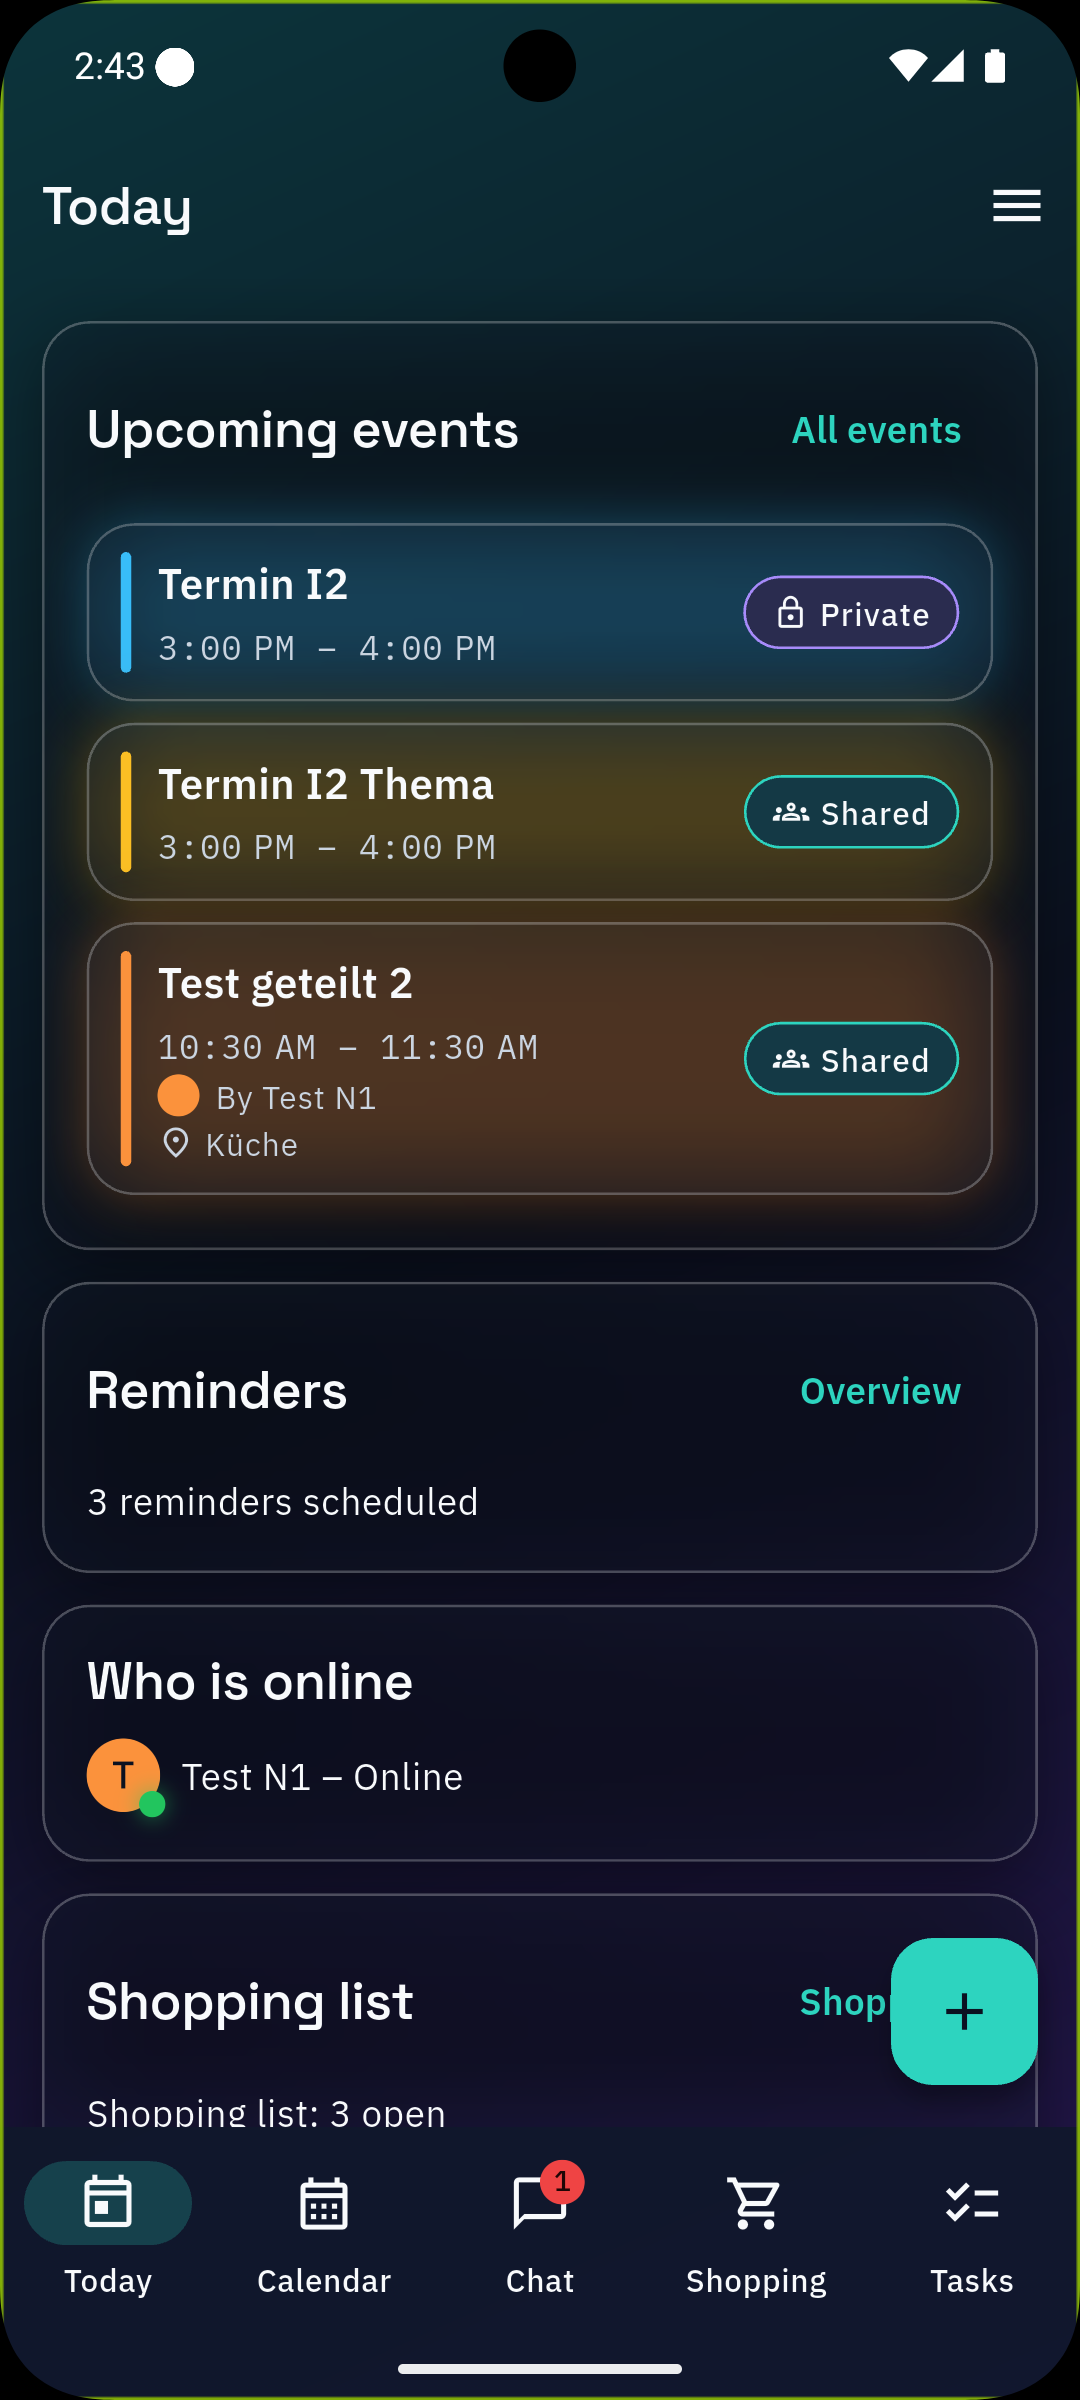 2:43
Today
Upcoming events
All events
Termin I2
3:00 PM – 4:00 PM
Private
Termin I2 Thema
3:00 PM – 4:00 PM
Shared
Test geteilt 2
10:30 AM – 11:30 AM
Shared
By Test N1
Küche
Reminders
Overview
3 reminders scheduled
Who is online
T
Test N1 – Online
Shopping list
Shopping list: 3 open
1
Today
Calendar
Chat
Shopping
Tasks